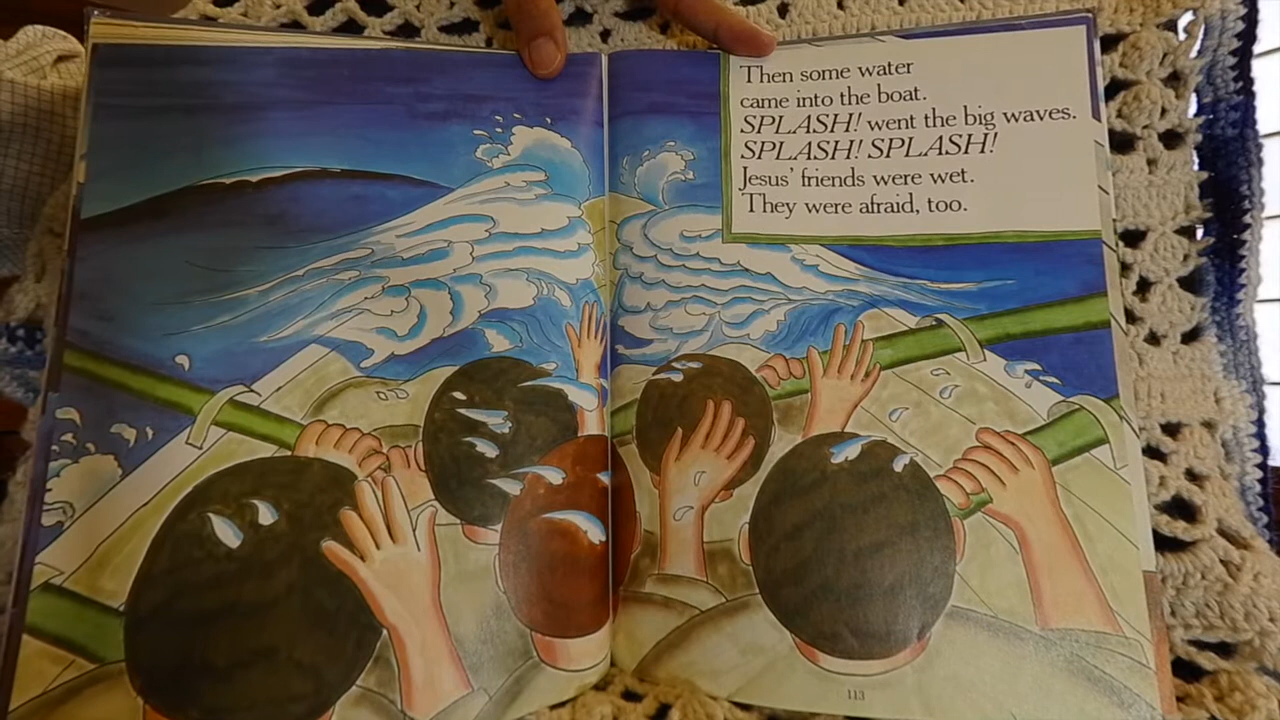 Then some water
came into the boat.
SPLASH! went the big waves.
SPLASH! SPLASH!
Jesus' friends were wet.
They were afraid, too.
113